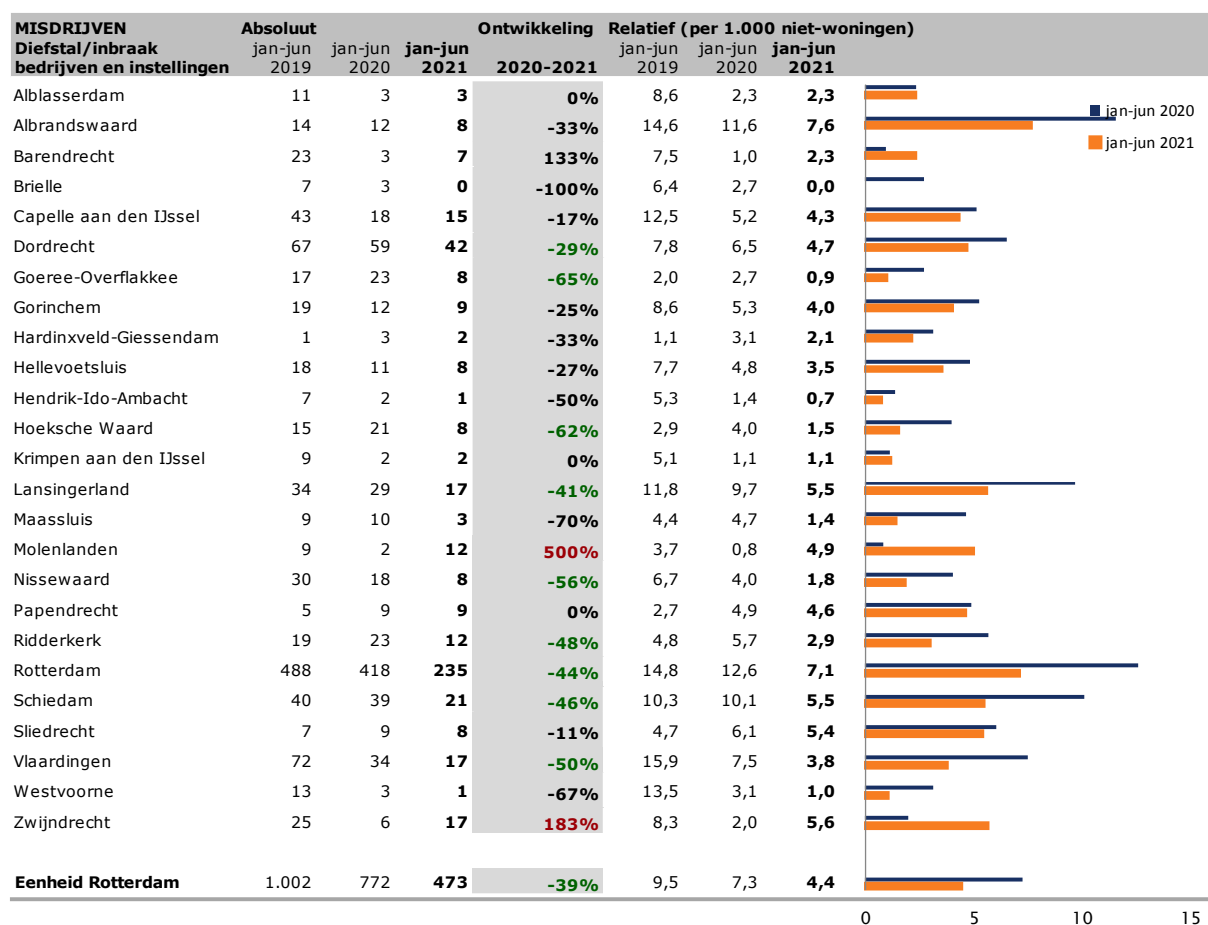 MISDRIJVEN Absoluut Ontwikkeling Relatief (per 1.000 niet-woningen)
Diefstal/inbraak jan-jun jan-jun jan-jun jan-jun jan-jun jan-jun
bedrijven en instellingen 2019 2020 2021 2020-2021 2019 2020 2021
Alblasserdam 11 3 3 0% 8,6 2,3 2,3
jan-jun 2020
Albrandswaard 14 12 8 -33% 14,6 11,6 7,6
jan-jun 2021
Barendrecht 23 3 7 133% 7,5 1,0 2,3
Brielle 7 3 0 -100% 6,4 2,7 0,0
Capelle aan den IJssel 43 18 15 -17% 12,5 5,2 4,3
Dordrecht 67 59 42 -29% 7,8 6,5 4,7
Goeree-Overflakkee 17 23 8 -65% 2,0 2,7 0,9
Gorinchem 19 12 9 -25% 8,6 5,3 4,0
Hardinxveld-Giessendam 1 3 2 -33% 1,1 3,1 2,1
Hellevoetsluis 18 11 8 -27% 7,7 4,8 3,5
Hendrik-Ido-Ambacht 7 2 1 -50% 5,3 1,4 0,7
Hoeksche Waard 15 21 8 -62% 2,9 4,0 1,5
Krimpen aan den IJssel 9 2 2 0% 5,1 1,1 1,1
Lansingerland 34 29 17 -41% 11,8 9,7 5,5
Maassluis 9 10 3 -70% 4,4 4,7 1,4
Molenlanden 9 2 12 500% 3,7 0,8 4,9
Nissewaard 30 18 8 -56% 6,7 4,0 1,8
Papendrecht 5 9 9 0% 2,7 4,9 4,6
Ridderkerk 19 23 12 -48% 4,8 5,7 2,9
Rotterdam 488 418 235 -44% 14,8 12,6 7,1
Schiedam 40 39 21 -46% 10,3 10,1 5,5
Sliedrecht 7 9 8 -11% 4,7 6,1 5,4
Vlaardingen 72 34 17 -50% 15,9 7,5 3,8
Westvoorne 13 3 1 -67% 13,5 3,1 1,0
Zwijndrecht 25 6 17 183% 8,3 2,0 5,6
Eenheid Rotterdam 1.002 772 473 -39% 9,5 7,3 4,4
0 5 10 15